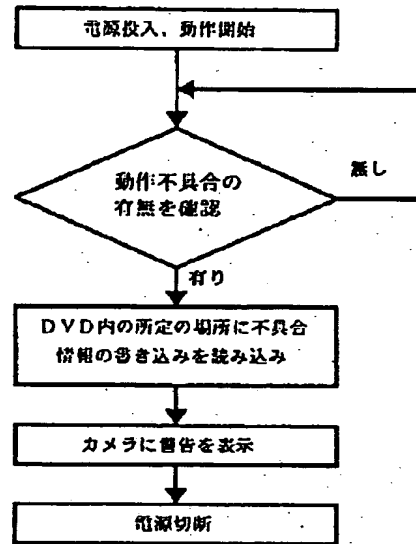 電源投入、動作開始
動作不具合の
有無を確認
無し
有り
DVD内の所定の場所に不具合
情報の書き込みを読み込み
カメラに警告を表示
電源切断